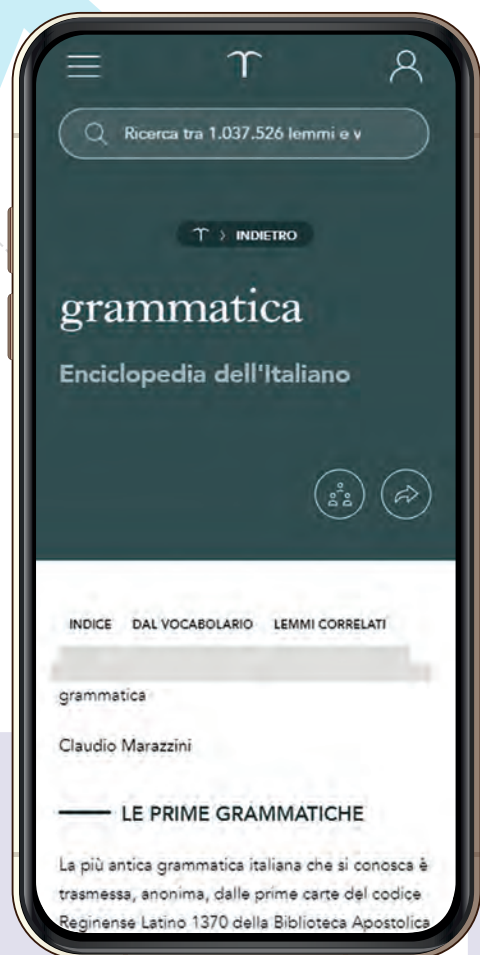 Ricerca tra 1.037.526 lemmi e v
INDIETRO
grammatica
Enciclopedia dell'Italiano
INDICE DAL VOCABOLARIO LEMMI CORRELATI
grammatica
Claudio Marazzini
LE PRIME GRAMMATICHE
La più antica grammatica italiana che si conosca è
trasmessa, anonima, dalle prime carte del codice
Reginense Latino 1370 della Biblioteca Apostolica